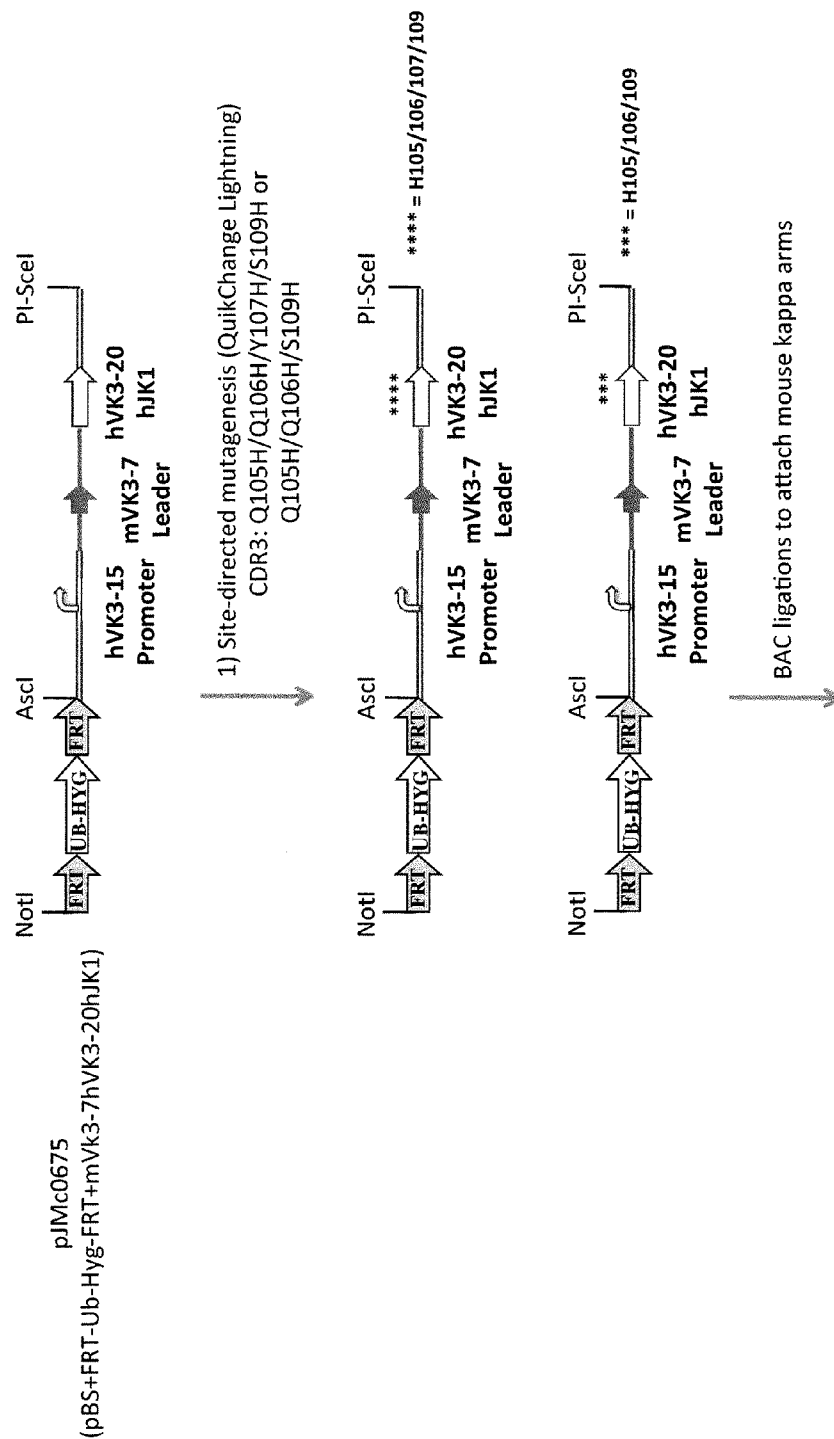 pJMc0675
(pBS+FRT-Ub-Hyg-FRT+mVk3-7hVK3-20hJK1)
NotI
AscI
PI-SceI
FRT
UB-HYG
FRT
hVK3-15
Promoter
mVK3-7
Leader
hVK3-20
hJK1
1) Site-directed mutagenesis (QuikChange Lightning)
CDR3: Q105H/Q106H/Y107H/S109H or
Q105H/Q106H/S109H
NotI
AscI
PI-SceI
FRT
UB-HYG
FRT
****
**** = H105/106/107/109
hVK3-15
Promoter
mVK3-7
Leader
hVK3-20
hJK1
NotI
AscI
PI-SceI
FRT
UB-HYG
FRT
***
*** = H105/106/109
hVK3-15
Promoter
mVK3-7
Leader
hVK3-20
hJK1
BAC ligations to attach mouse kappa arms